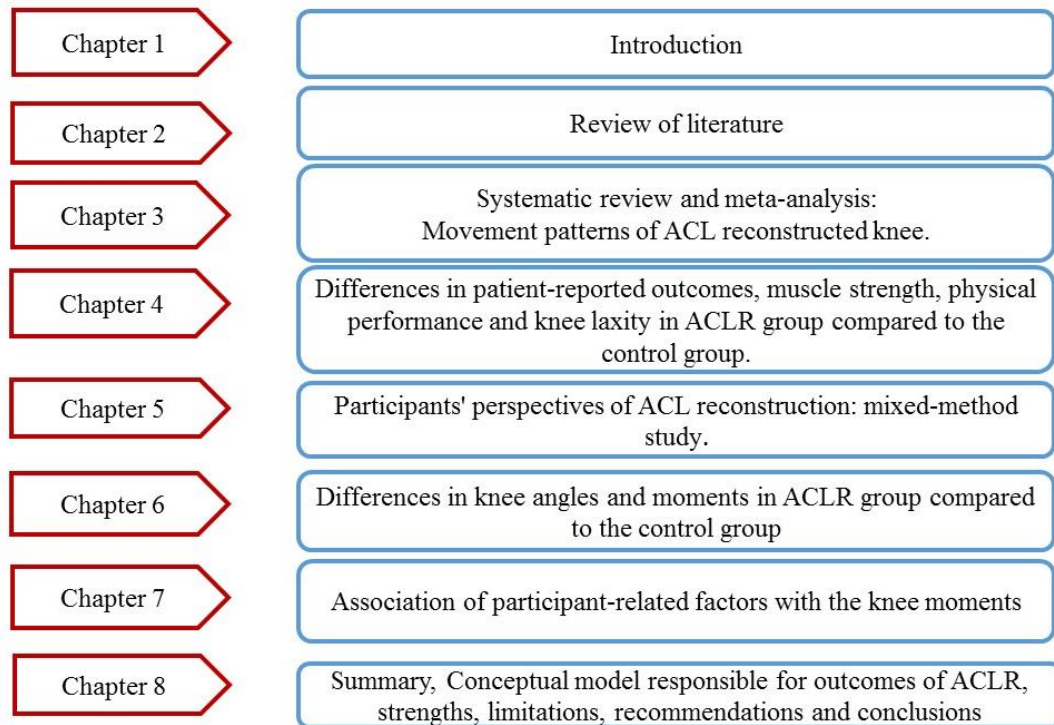 Chapter 1
Introduction
Chapter 2
Review of literature
Chapter 3
Systematic review and meta-analysis:
Movement patterns of ACL reconstructed knee.
Chapter 4
Differences in patient-reported outcomes, muscle strength, physical
performance and knee laxity in ACLR group compared to the
control group.
Chapter 5
Participants' perspectives of ACL reconstruction: mixed-method
study.
Chapter 6
Differences in knee angles and moments in ACLR group compared
to the control group
Chapter 7
Association of participant-related factors with the knee moments
Chapter 8
Summary, Conceptual model responsible for outcomes of ACLR,
strengths, limitations, recommendations and conclusions